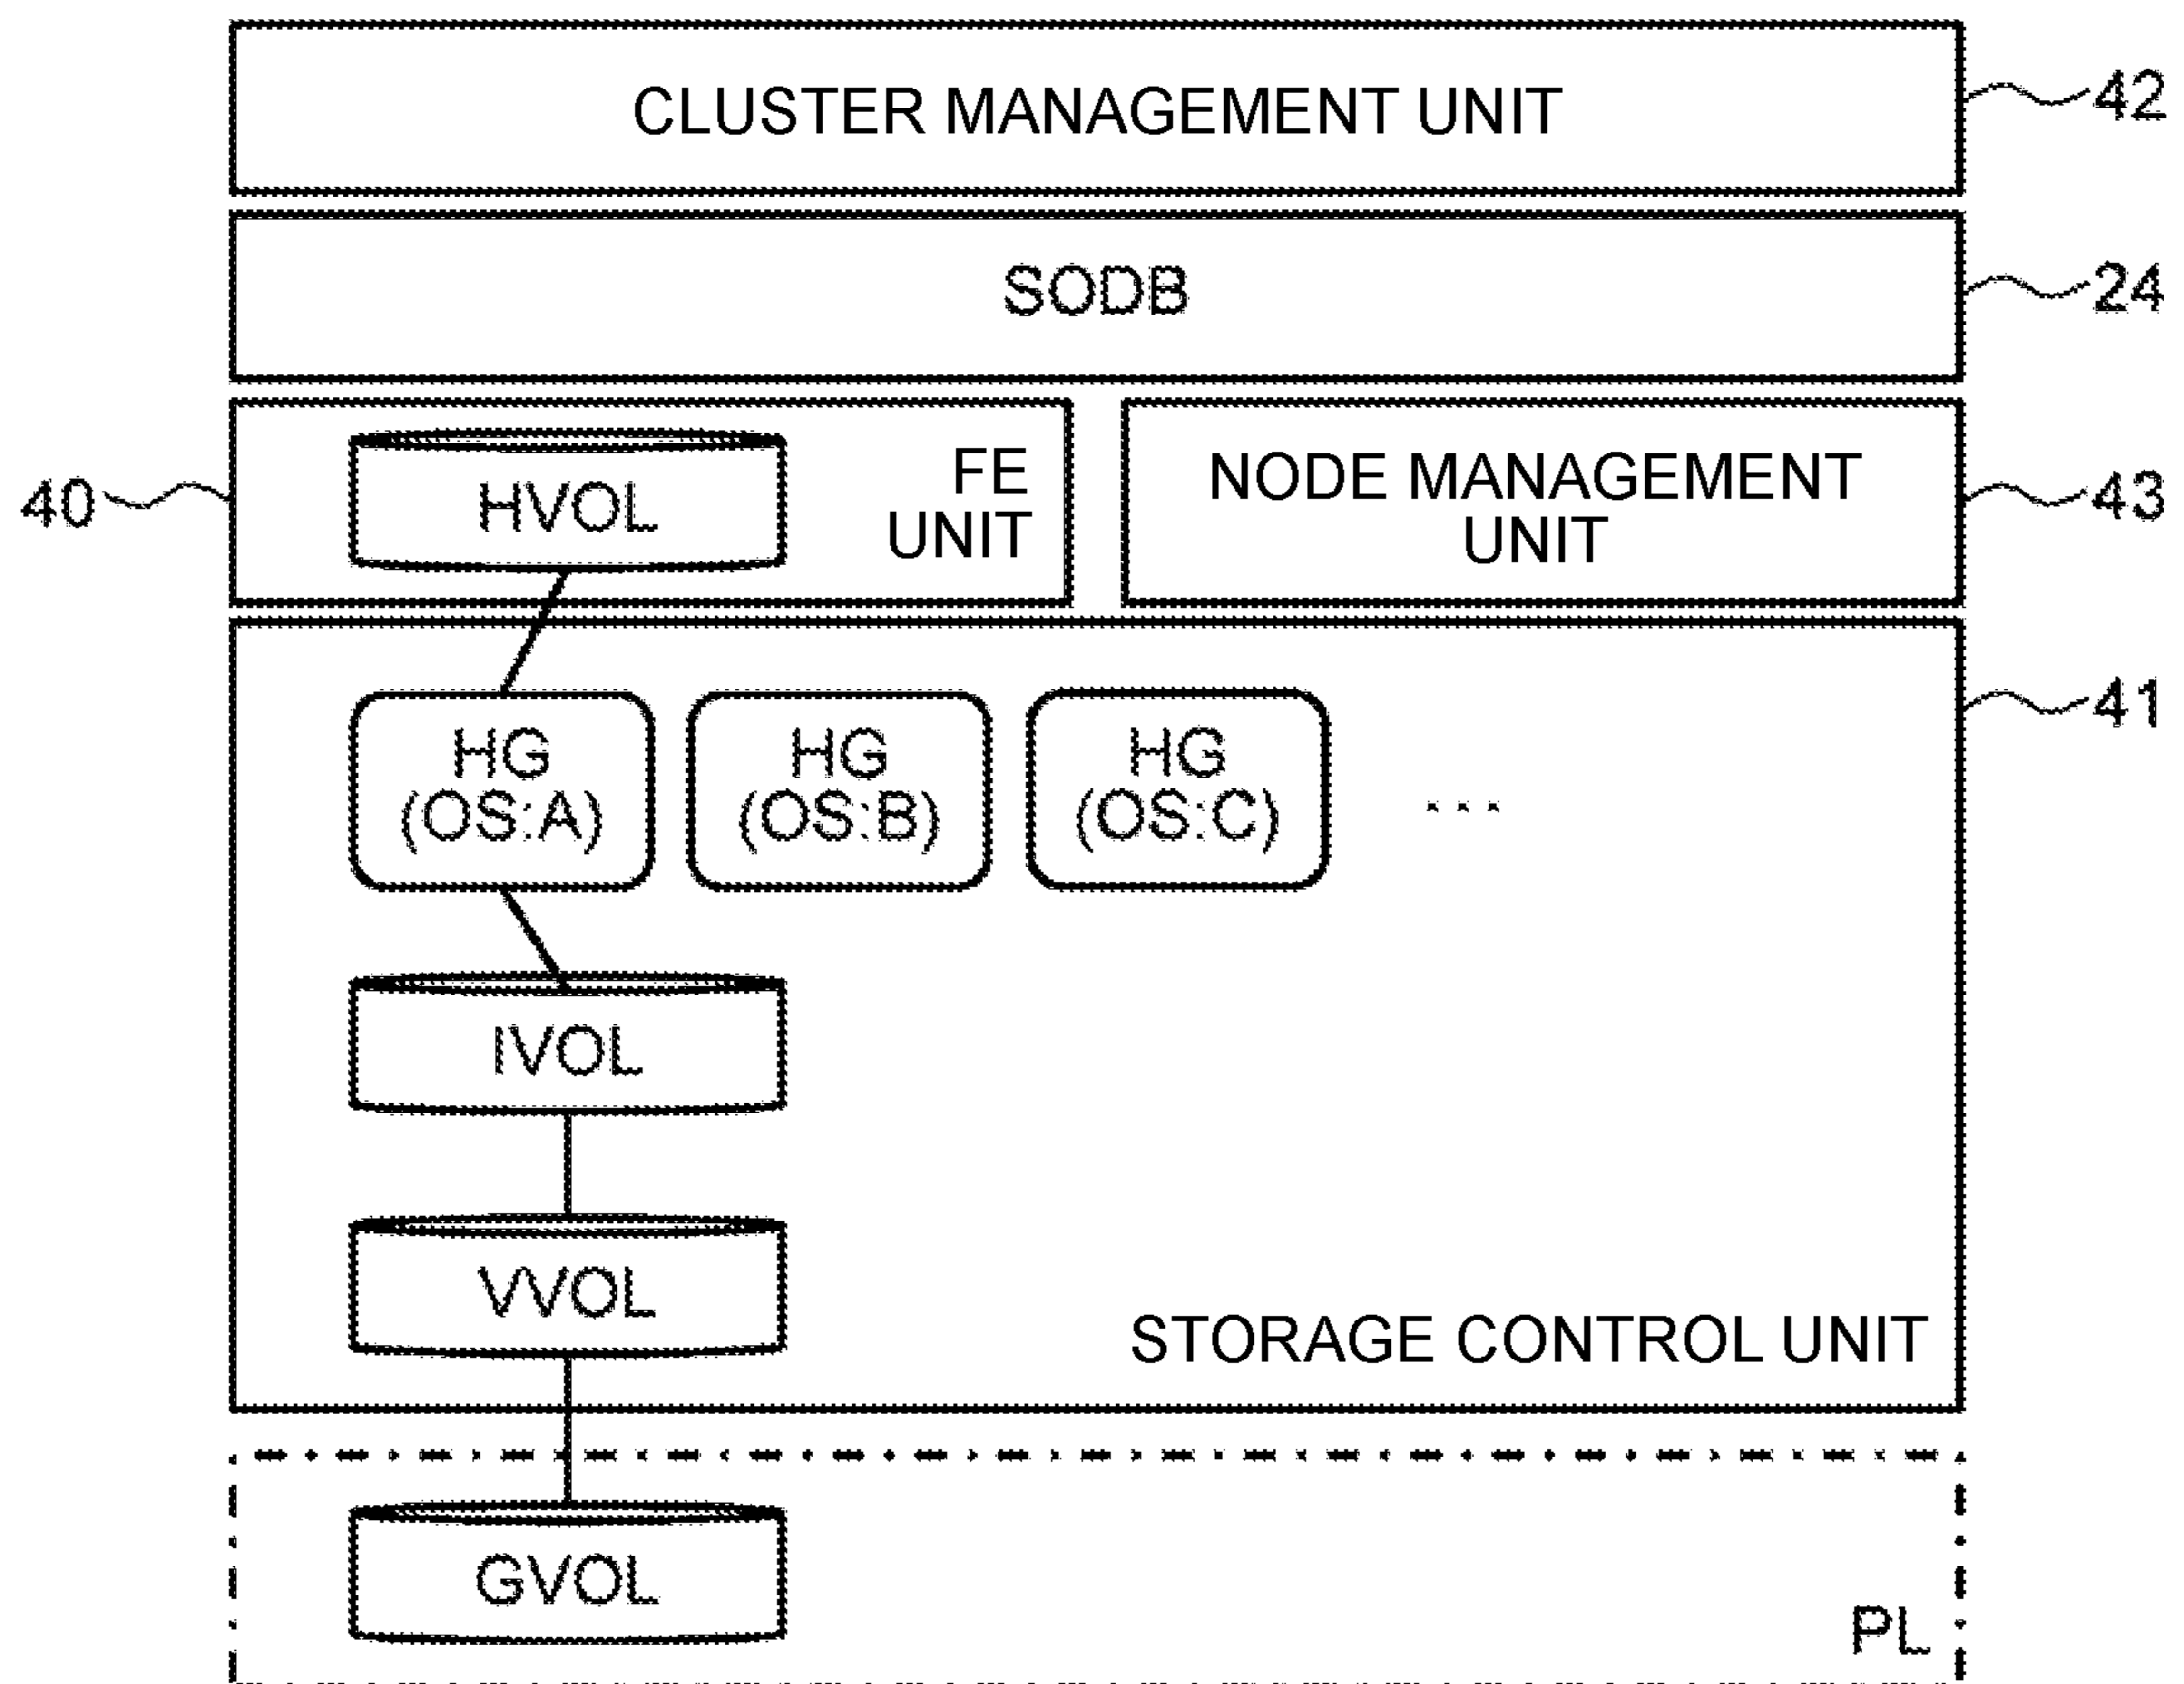 CLUSTER MANAGEMENT UNIT
42
SODB
24
40
HVOL
FE
UNIT
NODE MANAGEMENT
UNIT
43
41
HG
(OS:A)
HG
(OS:B)
HG
(OS:C)
...
IVOL
VVOL
STORAGE CONTROL UNIT
GVOL
PL